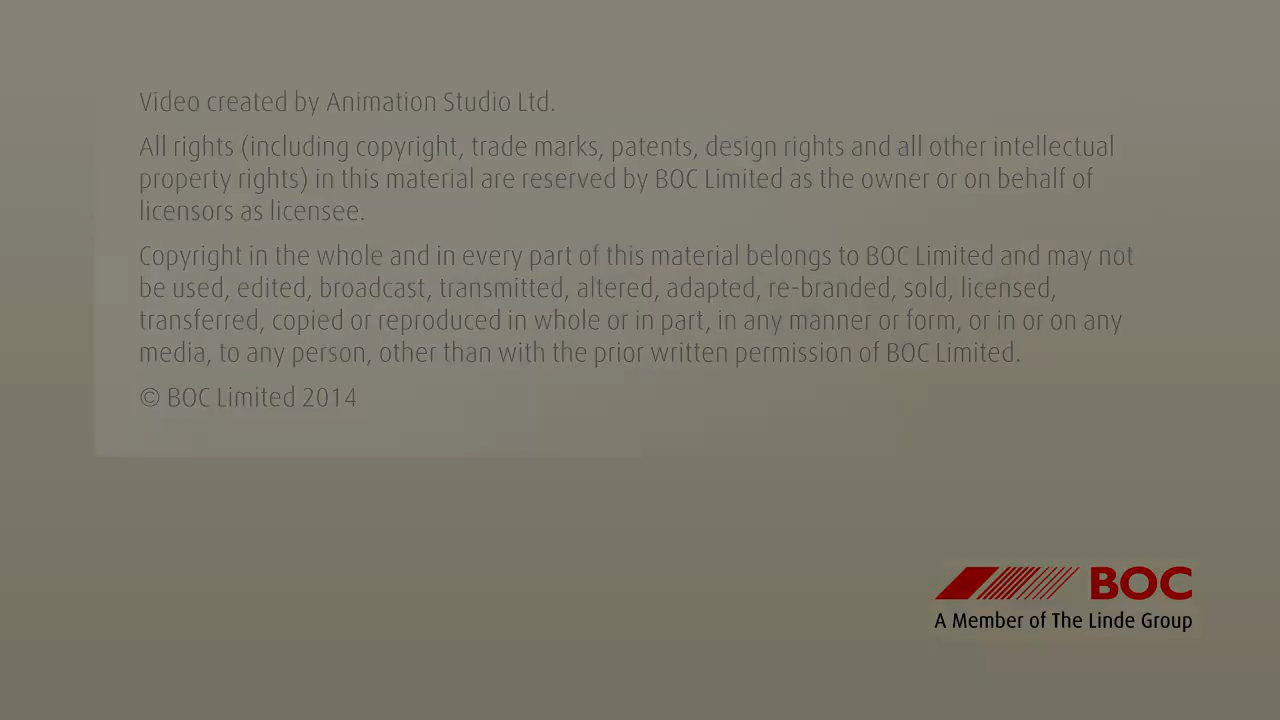 Video created by Animation Studio Ltd.
All rights (including copyright, trade marks, patents, design rights and all other intellectual
property rights) in this material are reserved by BOC Limited as the owner or on behalf of
licensors as licensee.
Copyright in the whole and in every part of this material belongs to BOC Limited and may not
be used, edited, broadcast, transmitted, altered, adapted, re-branded, sold, licensed,
transferred, copied or reproduced in whole or in part, in any manner or form, or in or on any
media, to any person, other than with the prior written permission of BOC Limited.
© BOC Limited 2014
BOC
A Member of The Linde Group